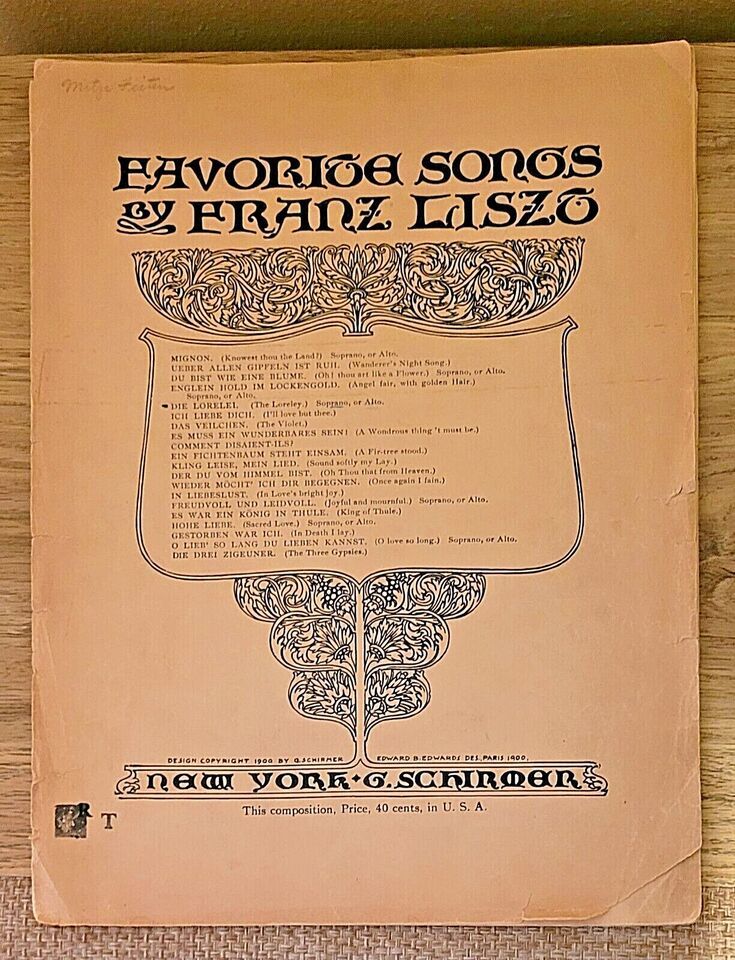 FAVORITE SONGS
BY FRANZ LISZT
MIGNON. (Knowest thou the Land?) Soprano, or Alto.
UEBER ALLEN GIPFELN IST RUH. (Wanderer's Night Song.)
DU BIST WIE EINE BLUME. (Oh! thou art like a Flower.) Soprano, or Alto.
ENGLEIN HOLD IM LOCKENGOLD. (Angel fair, with golden Hair.)
Soprano, or Alto.
DIE LORELEI. (The Loreley.) Soprano, or Alto.
ICH LIEBE DICH. (I'll love but thee.)
DAS VEILCHEN. (The Violet.)
ES MUSS EIN WUNDERBARES SEIN! (A Wondrous thing 't must be.)
COMMENT DISAIENT-ILS?
EIN FICHTENBAUM STEHT EINSAM. (A Fir-tree stood.)
KLING LEISE, MEIN LIED. (Sound softly my Lay.)
DER DU VOM HIMMEL BIST. (Oh Thou that from Heaven.)
WIEDER MÖCHT' ICH DIR BEGEGNEN. (Once again I fain.)
IN LIEBESLUST. (In Love's bright Joy.)
FREUDVOLL UND LEIDVOLL. (Joyful and mournful.) Soprano, or Alto.
ES WAR EIN KÖNIG IN THULE. (King of Thule.)
HOHE LIEBE. (Sacred Love.) Soprano, or Alto.
GESTORBEN WAR ICH. (In Death I lay.)
O LIEB' SO LANG DU LIEBEN KANNST. (O love so long.) Soprano, or Alto.
DIE DREI ZIGEUNER. (The Three Gypsies.)
DESIGN COPYRIGHT 1900 BY G. SCHIRMER EDWARD B. EDWARDS DES. PARIS 1900.
NEW YORK G. SCHIRMER
This composition, Price, 40 cents, in U. S. A.
R T